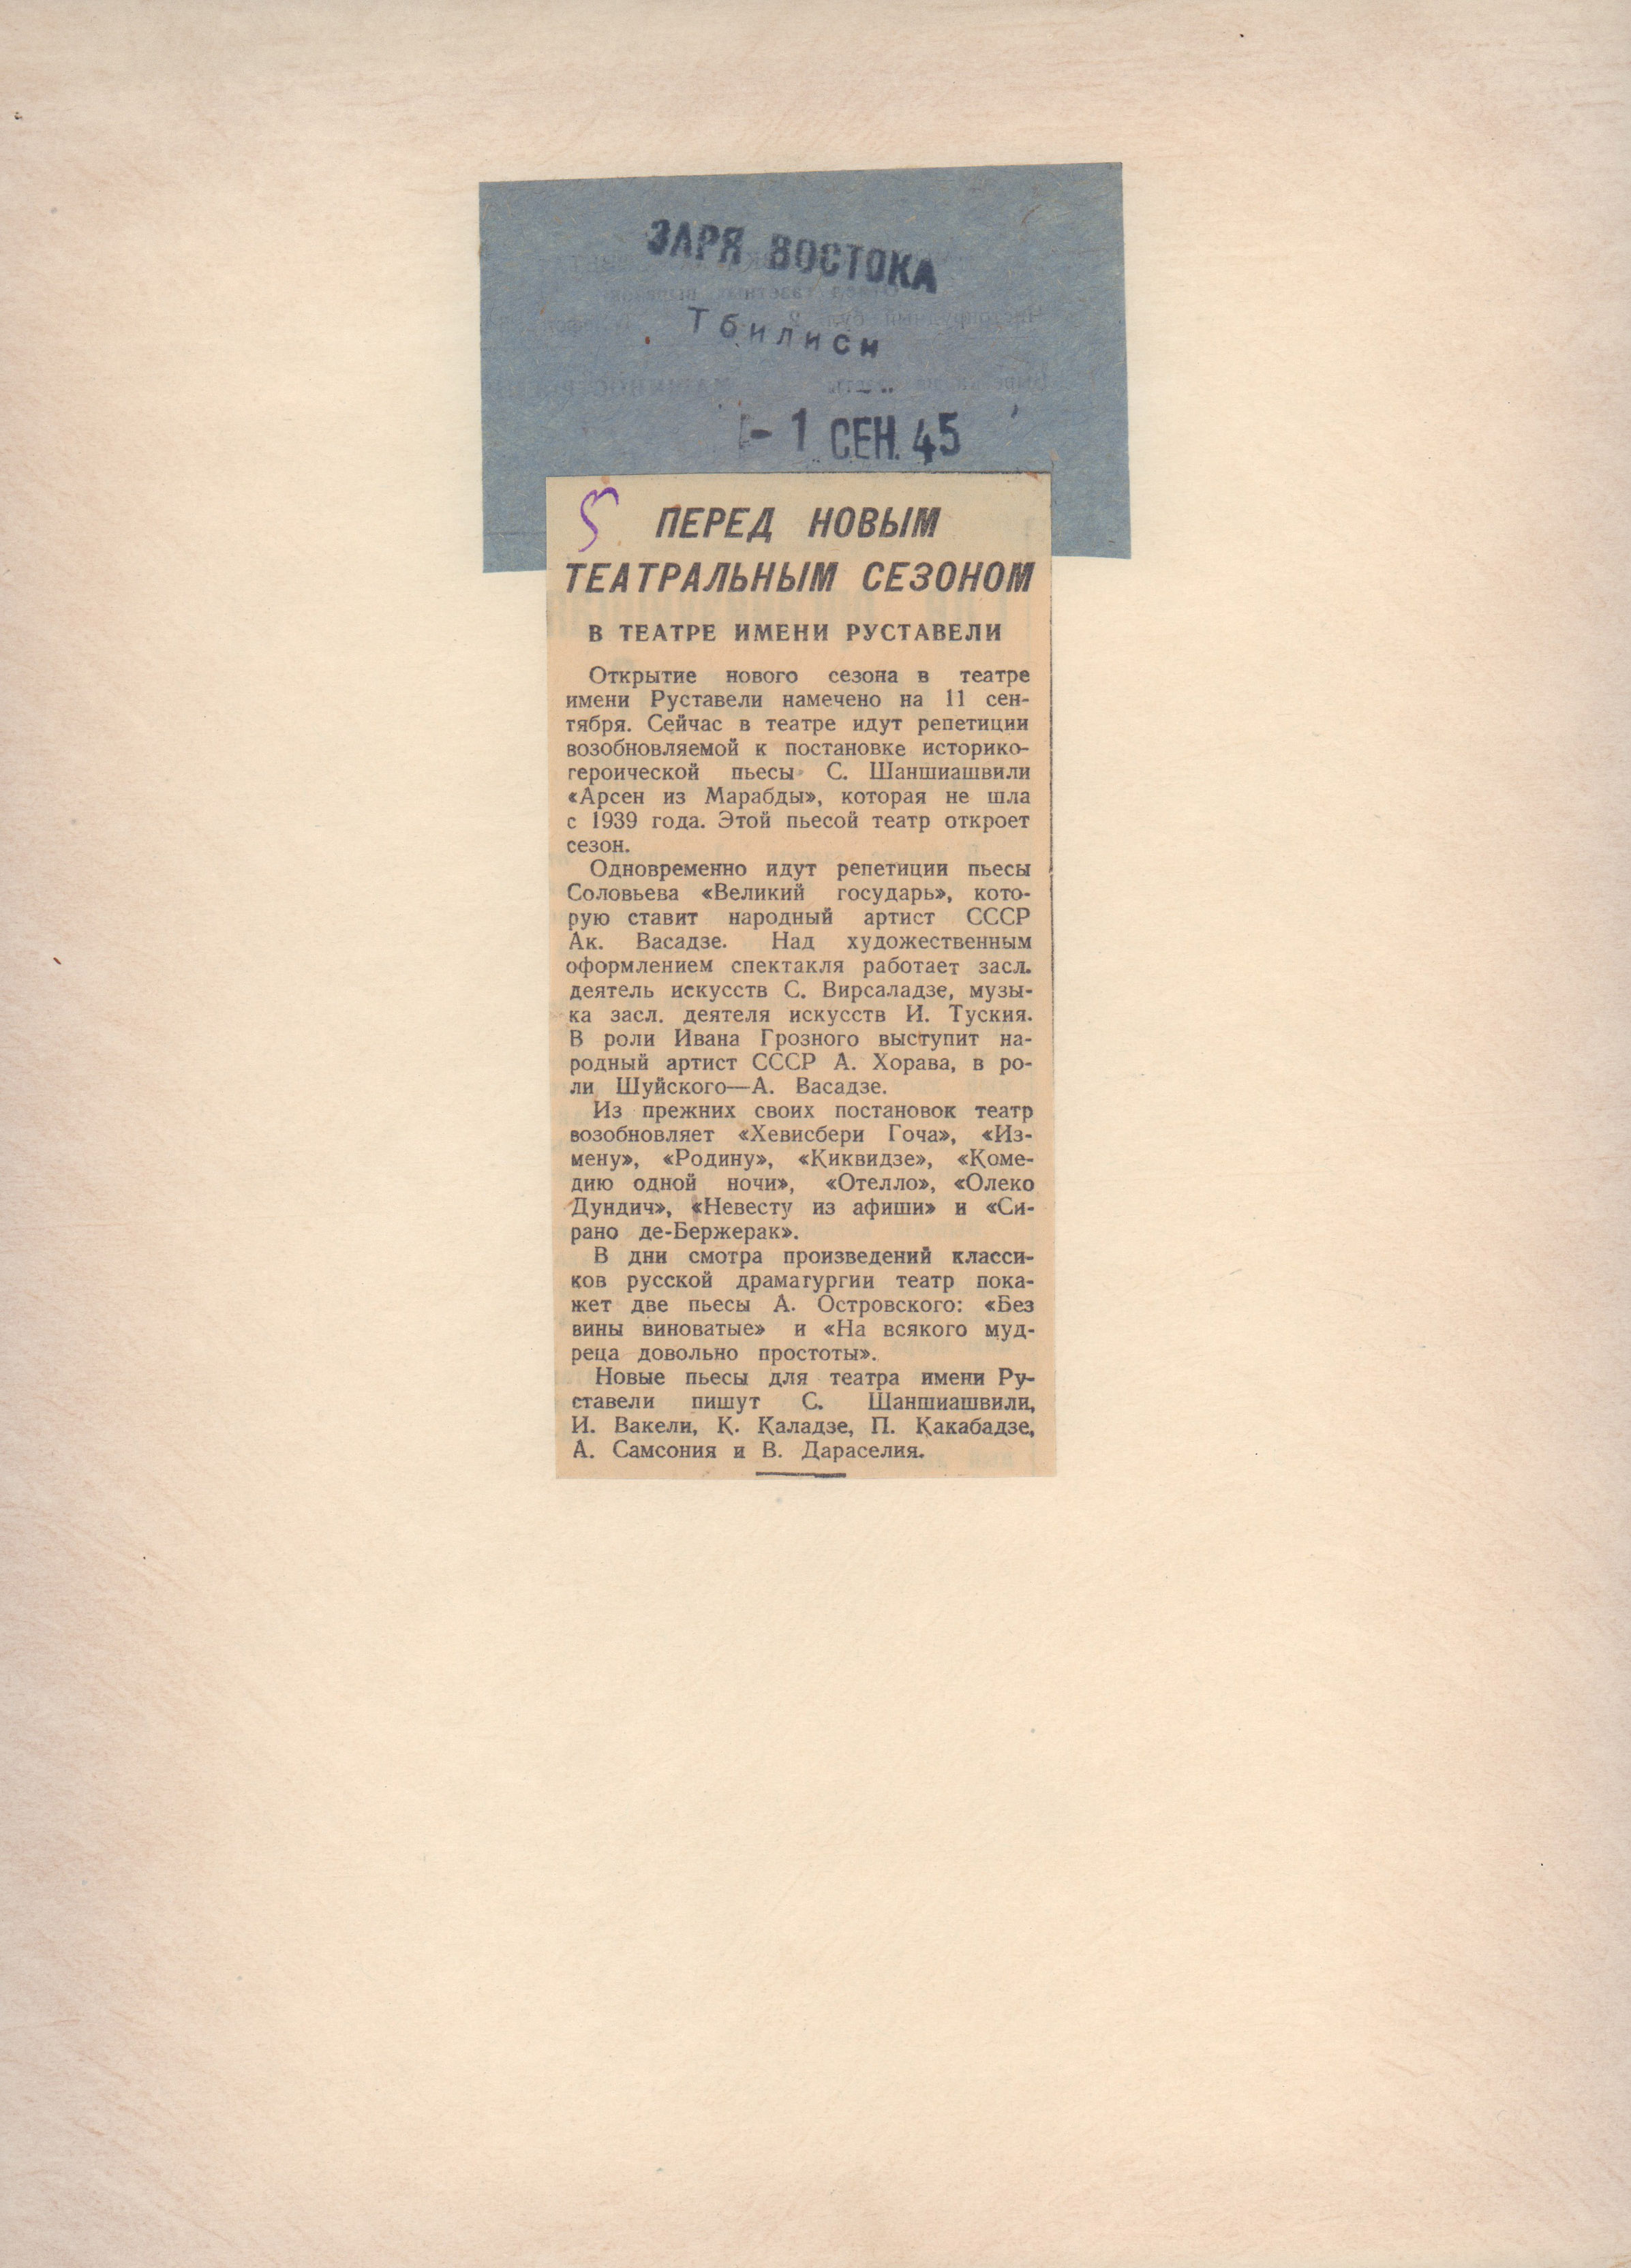 ЗАРЯ ВОСТОКА
Тбилиси
- 1 СЕН. 45
5
ПЕРЕД НОВЫМ
ТЕАТРАЛЬНЫМ СЕЗОНОМ
В ТЕАТРЕ ИМЕНИ РУСТАВЕЛИ
Открытие нового сезона в театре
имени Руставели намечено на 11 сен-
тября. Сейчас в театре идут репетиции
возобновляемой к постановке историко-
героической пьесы С. Шаншиашвили
«Арсен из Марабды», которая не шла
с 1939 года. Этой пьесой театр откроет
сезон.
Одновременно идут репетиции пьесы
Соловьева «Великий государь», кото-
рую ставит народный артист СССР
Ак. Васадзе. Над художественным
оформлением спектакля работает засл.
деятель искусств С. Вирсаладзе, музы-
ка засл. деятеля искусств И. Туския.
В роли Ивана Грозного выступит на-
родный артист СССР А. Хорава, в ро-
ли Шуйского—А. Васадзе.
Из прежних своих постановок театр
возобновляет «Хевисбери Гоча», «Из-
мену», «Родину», «Киквидзе», «Коме-
дию одной ночи», «Отелло», «Олеко
Дундич», «Невесту из афиши» и «Си-
рано де-Бержерак».
В дни смотра произведений класси-
ков русской драматургии театр пока-
жет две пьесы А. Островского: «Без
вины виноватые» и «На всякого муд-
реца довольно простоты».
Новые пьесы для театра имени Ру-
ставели пишут С. Шаншиашвили,
И. Вакели, К. Каладзе, П. Какабадзе,
А. Самсония и В. Дараселия.